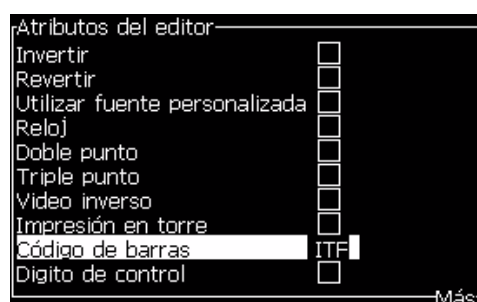 Atributos del editor
Invertir
Revertir
Utilizar fuente personalizada
Reloj
Doble punto
Triple punto
Video inverso
Impresión en torre
Código de barras ITF
Digito de control
Más